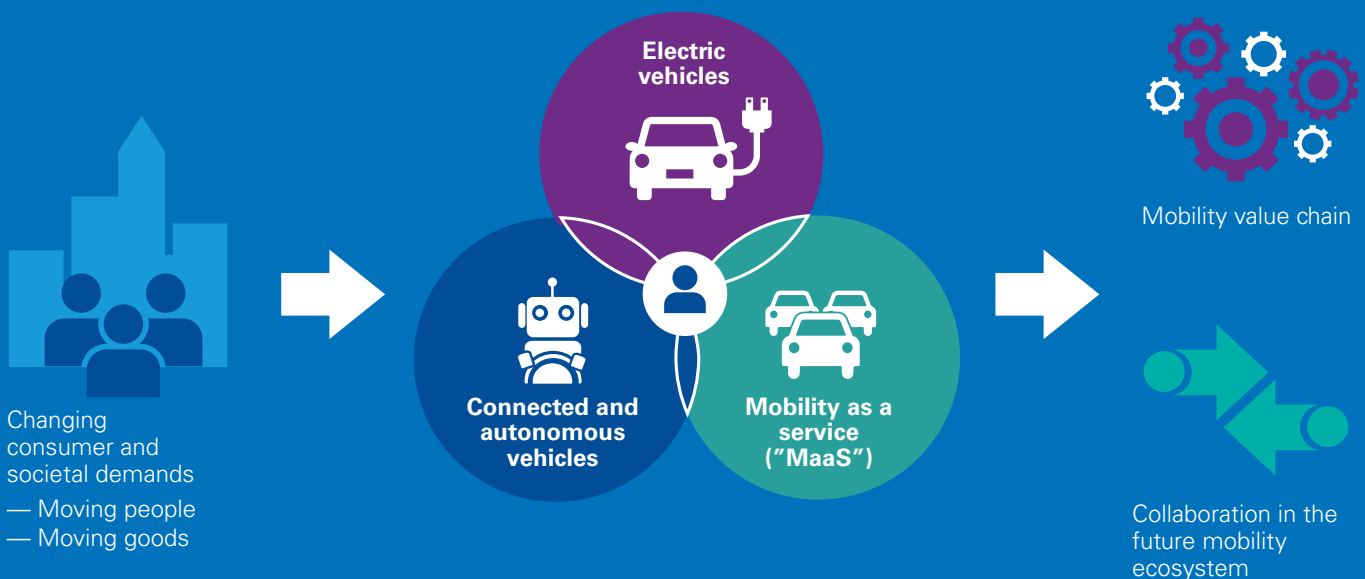 Changing
consumer and
societal demands
— Moving people
— Moving goods
Electric
vehicles
Connected and
autonomous
vehicles
Mobility as a
service
(”MaaS”)
Mobility value chain
Collaboration in the
future mobility
ecosystem